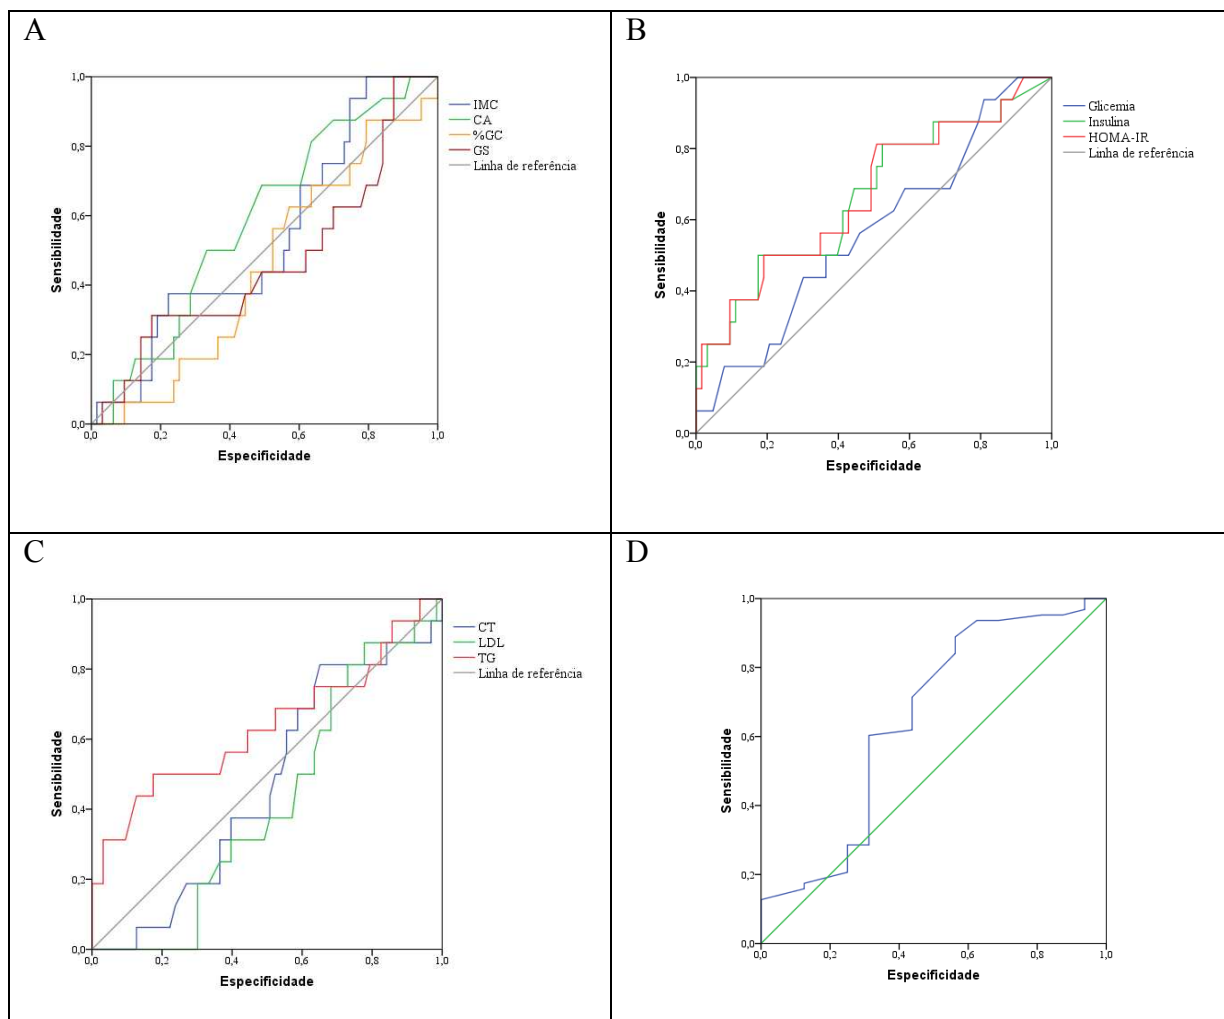 A
1,0
0,8
0,6
0,4
0,2
0,0
0,0
0,2
0,4
0,6
0,8
1,0
Sensibilidade
Especificidade
IMC
CA
%GC
GS
Linha de referência
B
1,0
0,8
0,6
0,4
0,2
0,0
0,0
0,2
0,4
0,6
0,8
1,0
Sensibilidade
Especificidade
Glicemia
Insulina
HOMA-IR
Linha de referência
C
1,0
0,8
0,6
0,4
0,2
0,0
0,0
0,2
0,4
0,6
0,8
1,0
Sensibilidade
Especificidade
CT
LDL
TG
Linha de referência
D
1,0
0,8
0,6
0,4
0,2
0,0
0,0
0,2
0,4
0,6
0,8
1,0
Sensibilidade
Especificidade